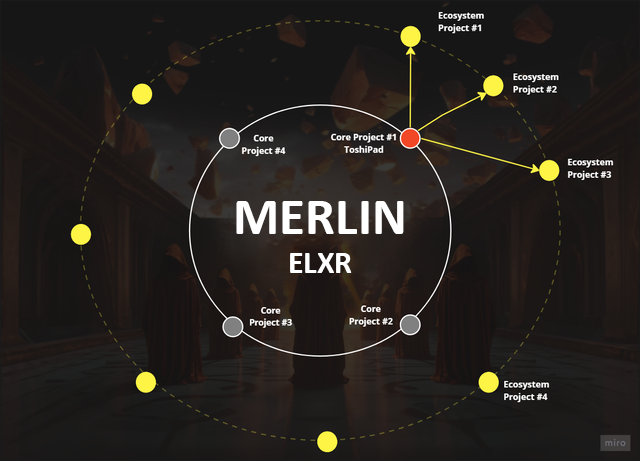 Ecosystem
Project #1
Ecosystem
Project #2
Core
Project #4
Core Project #1
ToshiPad
Ecosystem
Project #3
MERLIN
ELXR
Core
Project #3
Core
Project #2
Ecosystem
Project #4
miro